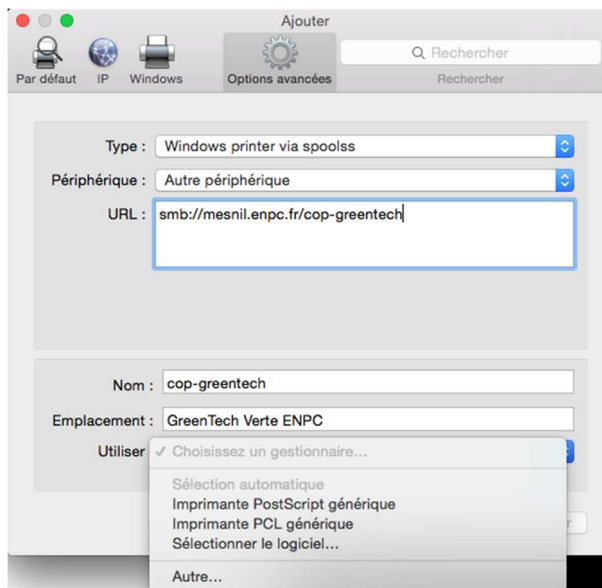 Ajouter
Par défaut IP Windows Options avancées Rechercher
Rechercher
Type : Windows printer via spoolss
Périphérique : Autre périphérique
URL : smb://mesnil.enpc.fr/cop-greentech
Nom : cop-greentech
Emplacement : GreenTech Verte ENPC
Utiliser ✓ Choisissez un gestionnaire...
Sélection automatique
Imprimante PostScript générique
Imprimante PCL générique
Sélectionner le logiciel...
Autre...